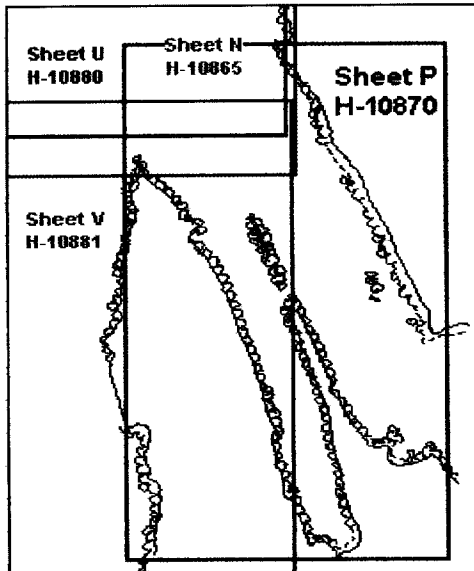 Sheet U
H-10880
Sheet N
H-10865
Sheet P
H-10870
Sheet V
H-10881